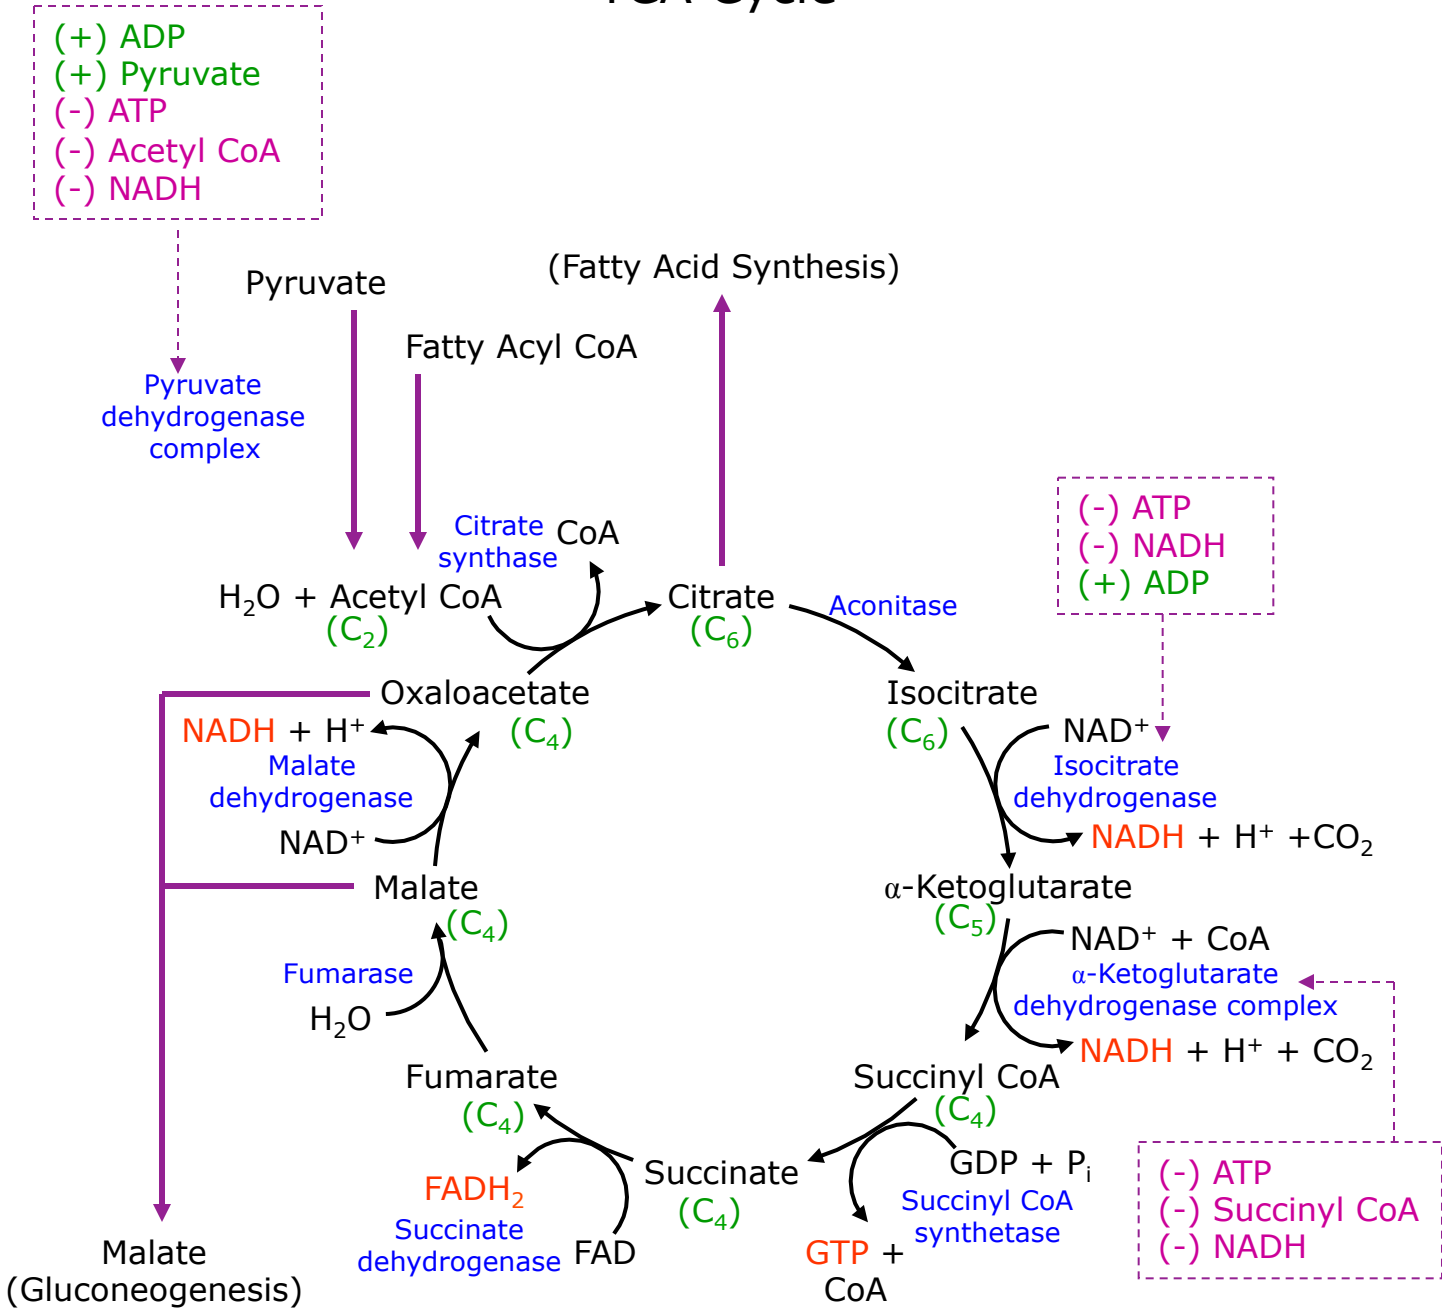 TCA Cycle
(+) ADP
(+) Pyruvate
(-) ATP
(-) Acetyl CoA
(-) NADH
Pyruvate
(Fatty Acid Synthesis)
Fatty Acyl CoA
Pyruvate
dehydrogenase
complex
(-) ATP
(-) NADH
(+) ADP
Citrate
synthase
CoA
H₂O + Acetyl CoA
(C₂)
Citrate
(C₆)
Aconitase
Oxaloacetate
(C₄)
Isocitrate
(C₆)
NADH + H⁺
Malate
dehydrogenase
NAD⁺
NAD⁺
Isocitrate
dehydrogenase
NADH + H⁺ +CO₂
Malate
(C₄)
α-Ketoglutarate
(C₅)
NAD⁺ + CoA
α-Ketoglutarate
dehydrogenase complex
NADH + H⁺ + CO₂
Fumarase
H₂O
Fumarate
(C₄)
Succinyl CoA
(C₄)
GDP + Pᵢ
Succinyl CoA
synthetase
GTP +
CoA
Succinate
(C₄)
FADH₂
Succinate
dehydrogenase
FAD
(-) ATP
(-) Succinyl CoA
(-) NADH
Malate
(Gluconeogenesis)